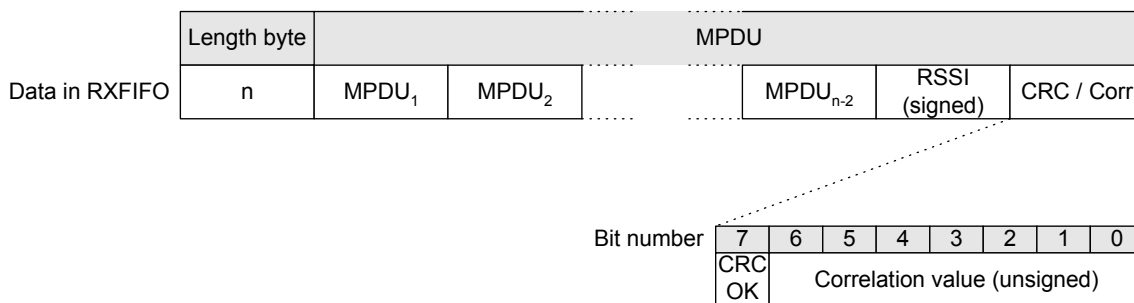 Length byte MPDU
Data in RXFIFO n MPDU1 MPDU2 MPDUn-2 RSSI (signed) CRC / Corr
Bit number 7 6 5 4 3 2 1 0
CRC OK Correlation value (unsigned)